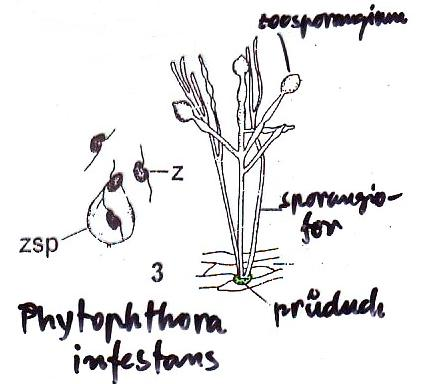 zoosporangium
z
zsp
sporangio-
for
3
průduch
Phytophthora
infestans